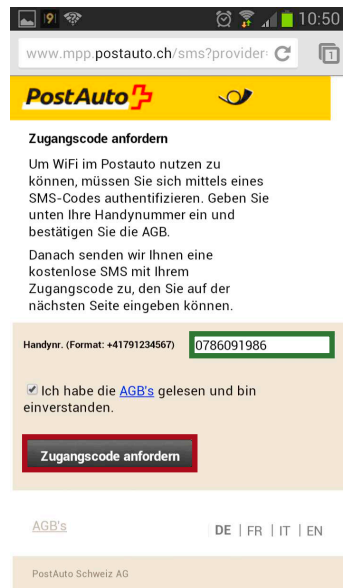 10:50
www.mpp.postauto.ch/sms?provider
1
PostAuto
Zugangscode anfordern
Um WiFi im Postauto nutzen zu
können, müssen Sie sich mittels eines
SMS-Codes authentifizieren. Geben Sie
unten Ihre Handynummer ein und
bestätigen Sie die AGB.
Danach senden wir Ihnen eine
kostenlose SMS mit Ihrem
Zugangscode zu, den Sie auf der
nächsten Seite eingeben können.
Handynr. (Format: +41791234567) 0786091986
Ich habe die AGB's gelesen und bin
einverstanden.
Zugangscode anfordern
AGB's DE | FR | IT | EN
PostAuto Schweiz AG